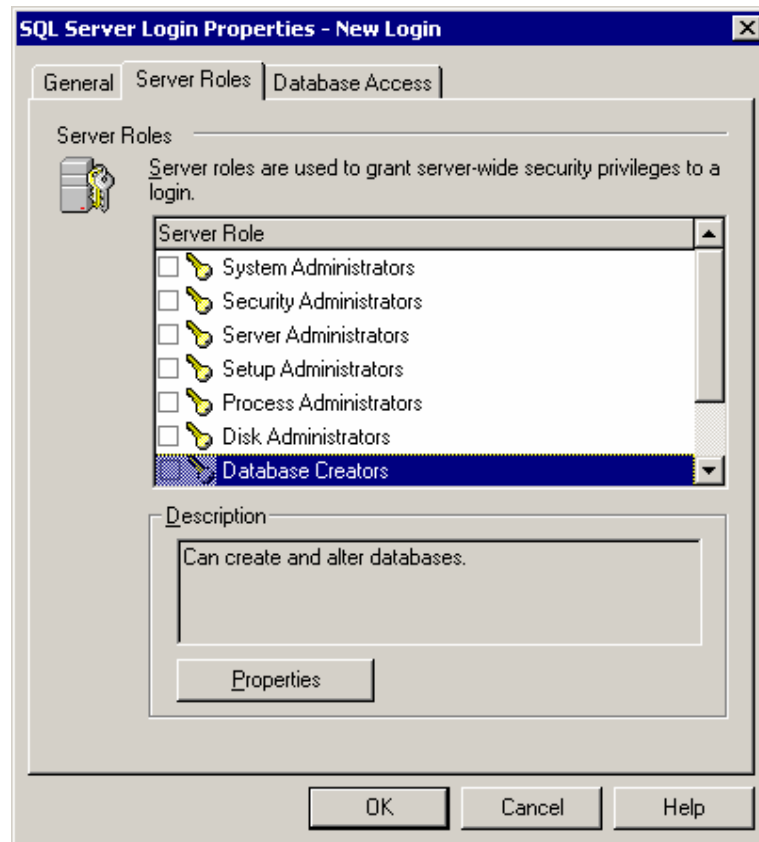 SQL Server Login Properties - New Login
General
Server Roles
Database Access
Server Roles
Server roles are used to grant server-wide security privileges to a
login.
Server Role
System Administrators
Security Administrators
Server Administrators
Setup Administrators
Process Administrators
Disk Administrators
Database Creators
Description
Can create and alter databases.
Properties
OK
Cancel
Help